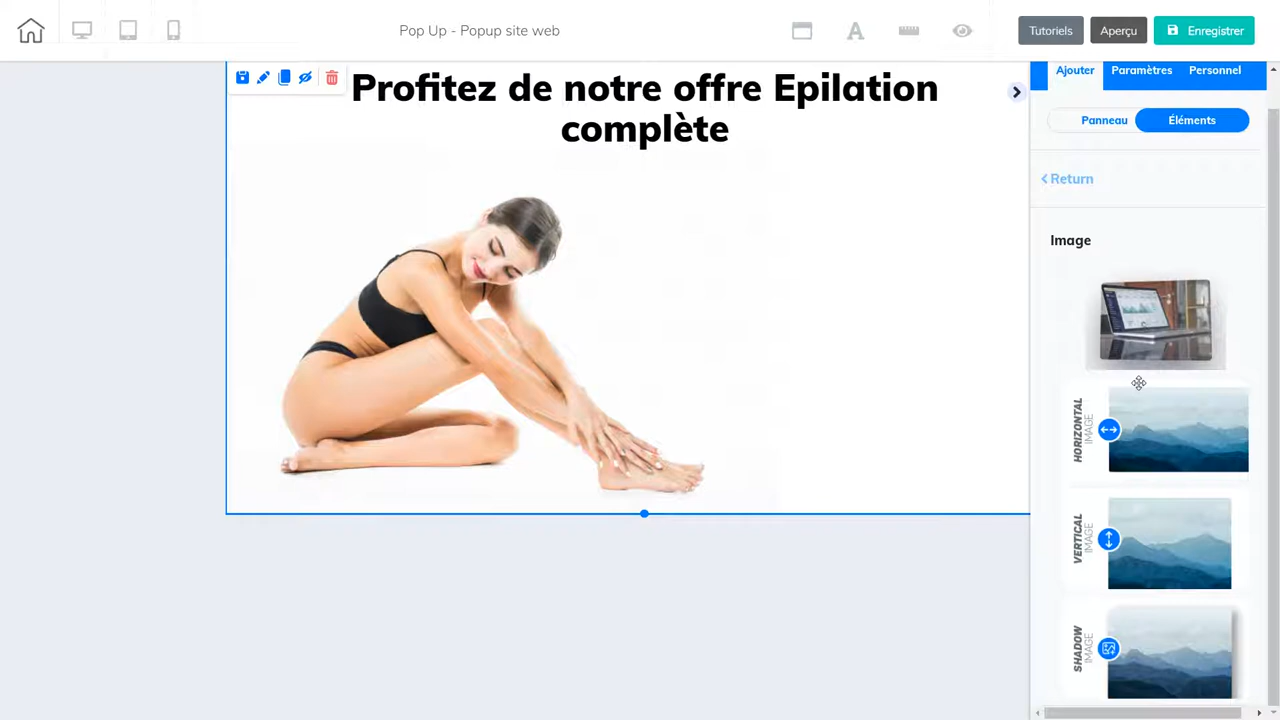 Pop Up - Popup site web
Tutoriels
Aperçu
Enregistrer
Profitez de notre offre Epilation
complète
Ajouter
Paramètres
Personnel
Panneau
Éléments
Return
Image
HORIZONTAL
IMAGE
VERTICAL
IMAGE
SHADOW
IMAGE